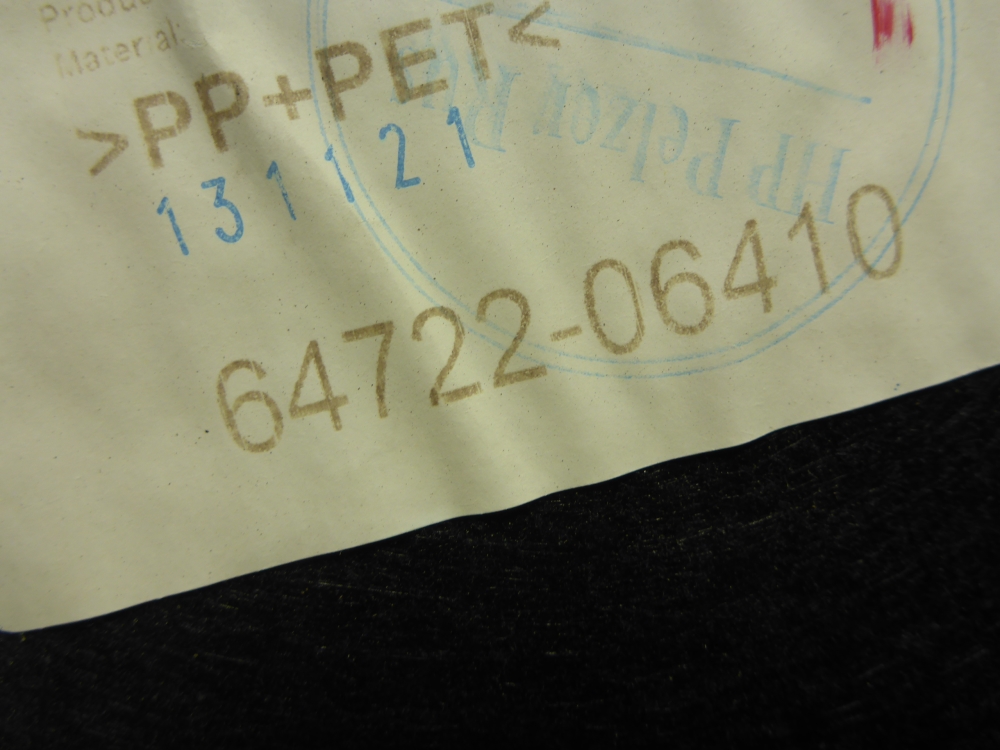 Material
>PP+PET<
131121
HP Pelzer
64722-06410